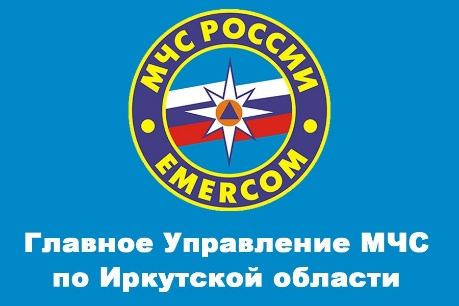 МЧС РОССИИ
EMERCOM
Главное Управление МЧС
по Иркутской области